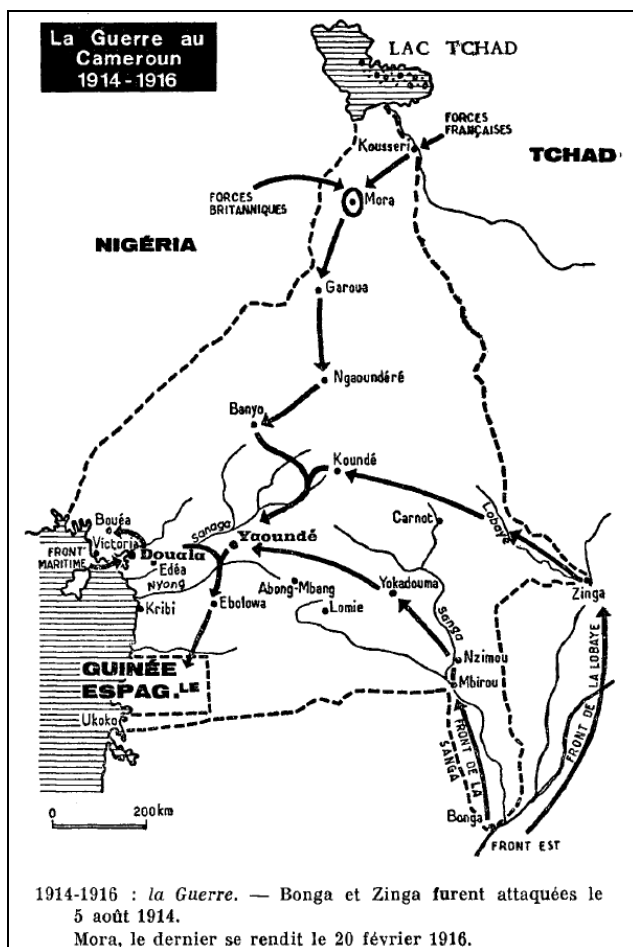 La Guerre au
Cameroun
1914-1916
LAC TCHAD
FORCES
FRANÇAISES
Kousseri
TCHAD
FORCES
BRITANNIQUES
Mora
NIGÉRIA
Garoua
Ngaoundéré
Banyo
Koundé
Bouéa
Sanaga
Carnot
Lobaye
Victoria
Yaoundé
FRONT
MARITIME
Douala
Edéa
Nyong
Abong-Mbang
Yokadouma
Zinga
Kribi
Ebolowa
Lomie
Sanga
Nzimou
GUINÉE
ESPAG.LE
Mbirou
Ukoko
FRONT DE LA
SANGA
FRONT DE LA LOBAYE
0 200km
Bonga
FRONT EST
1914-1916 : la Guerre. — Bonga et Zinga furent attaquées le
5 août 1914.
Mora, le dernier se rendit le 20 février 1916.